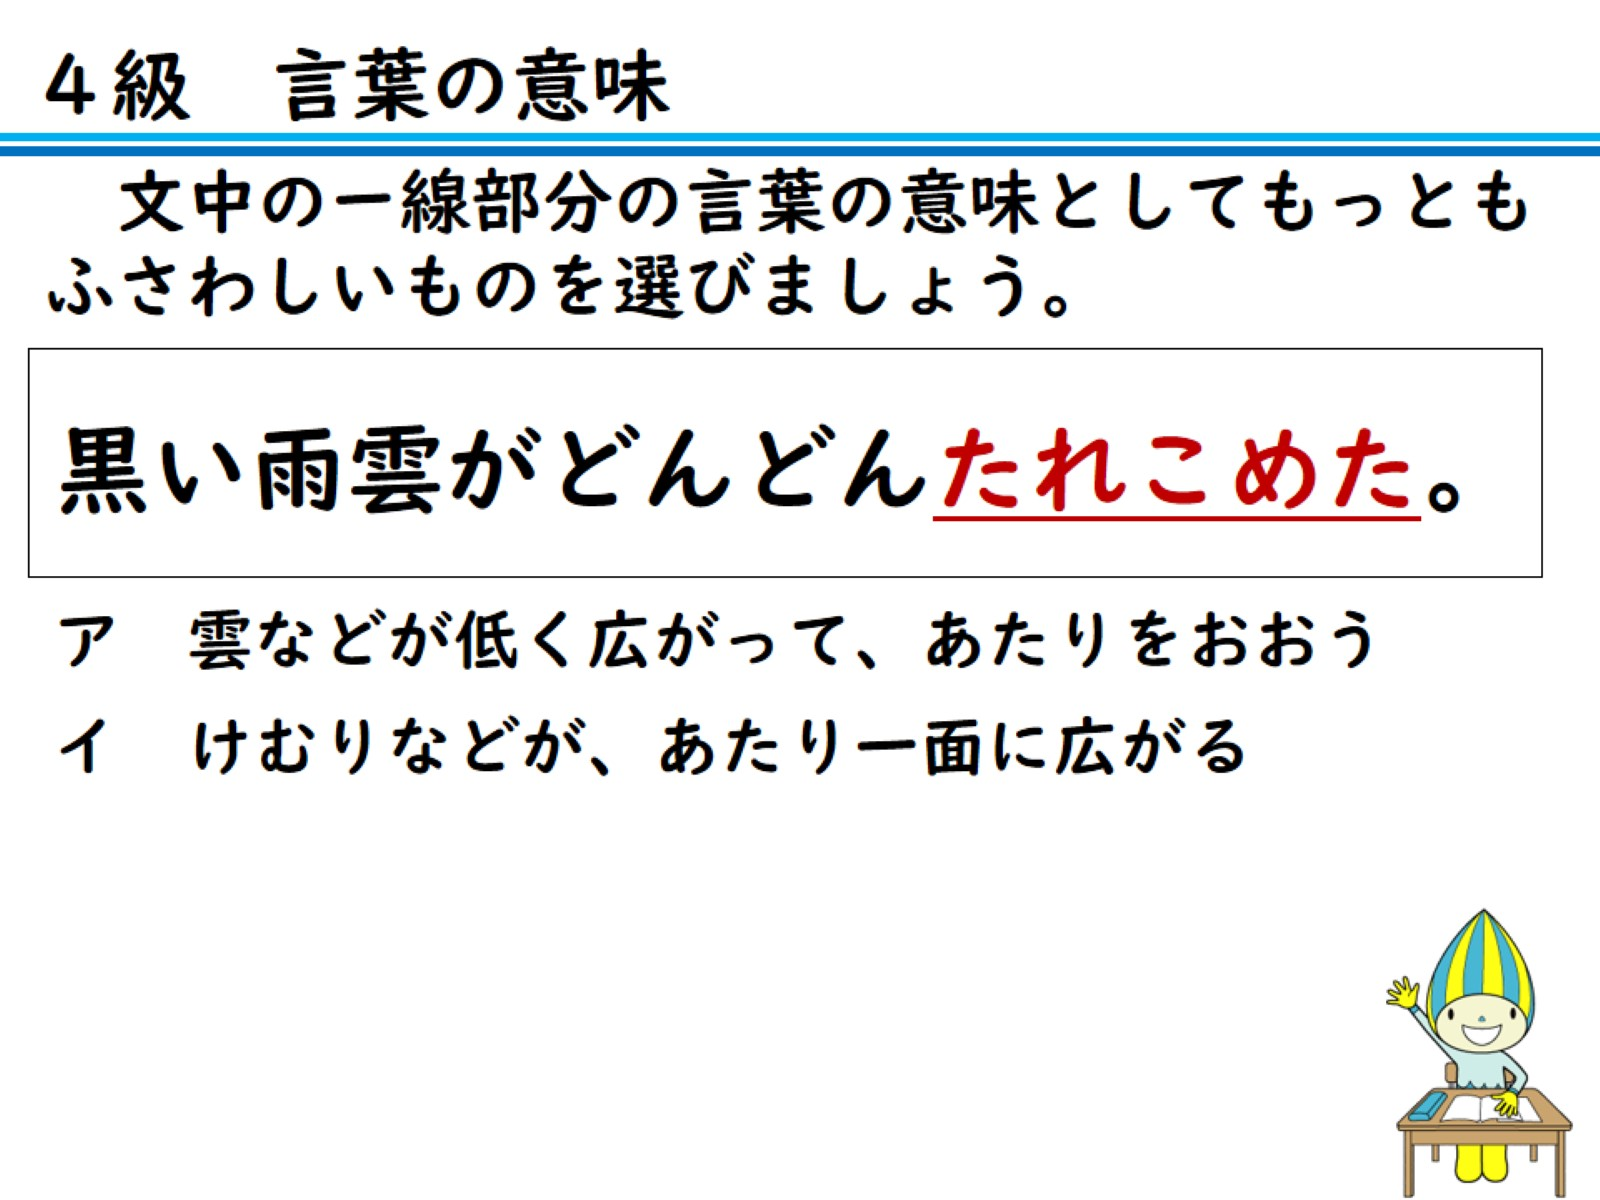 ４級　言葉の意味
文中の一線部分の言葉の意味としてもっとも
ふさわしいものを選びましょう。
黒い雨雲がどんどんたれこめた。
ア　雲などが低く広がって、あたりをおおう
イ　けむりなどが、あたり一面に広がる